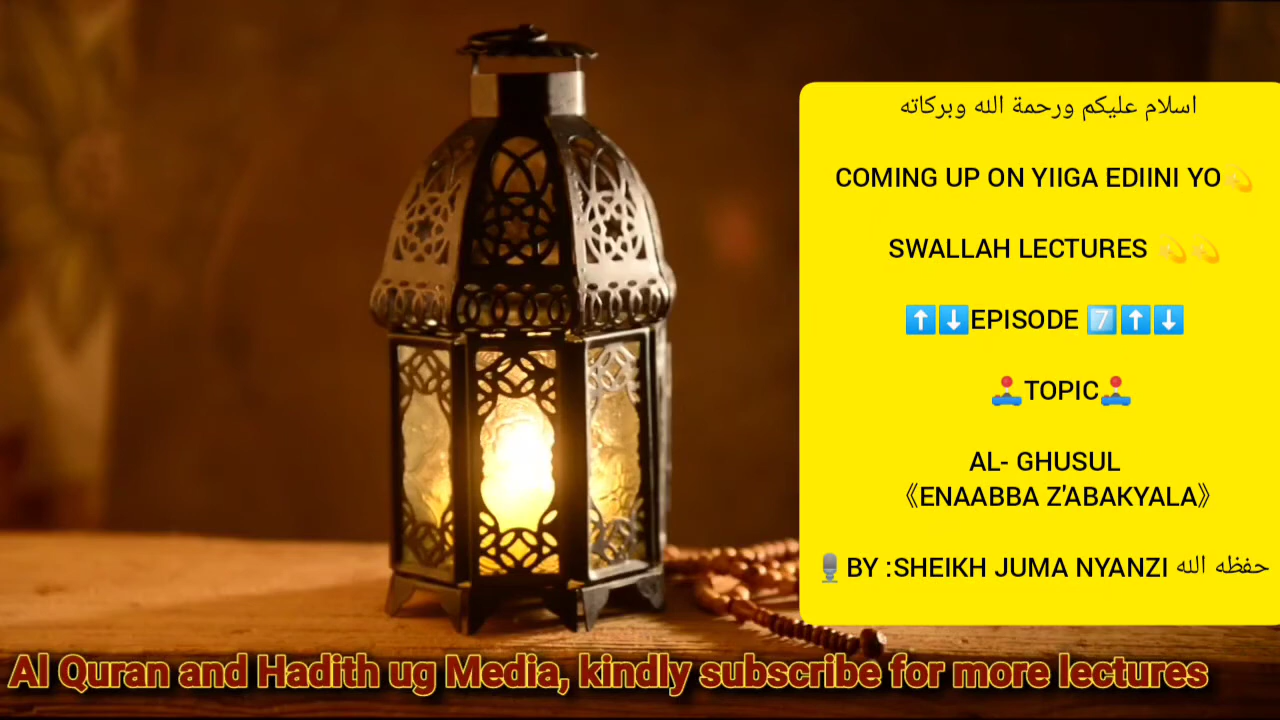 اسلام عليكم ورحمة الله وبركاته
COMING UP ON YIIGA EDIINI YO💫
SWALLAH LECTURES 💫💫
⬆️⬇️EPISODE 7️⃣⬆️⬇️
🕹️TOPIC🕹️
AL- GHUSUL
《ENAABBA Z'ABAKYALA》
🎙️BY :SHEIKH JUMA NYANZI حفظه الله
Al Quran and Hadith ug Media, kindly subscribe for more lectures